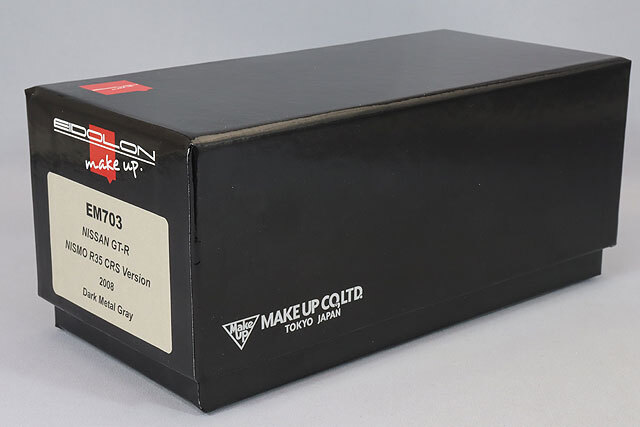 EIDOLON
make up.
EM703
NISSAN GT-R
NISMO R35 CRS Version
2008
Dark Metal Gray
Make
UP
MAKE UP CO,LTD.
TOKYO JAPAN